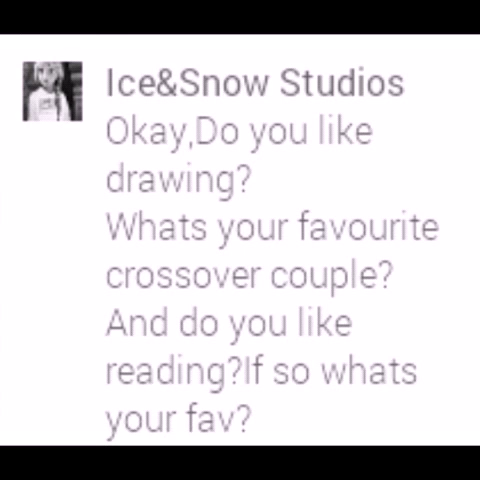 Ice&Snow Studios
Okay,Do you like
drawing?
Whats your favourite
crossover couple?
And do you like
reading?If so whats
your fav?